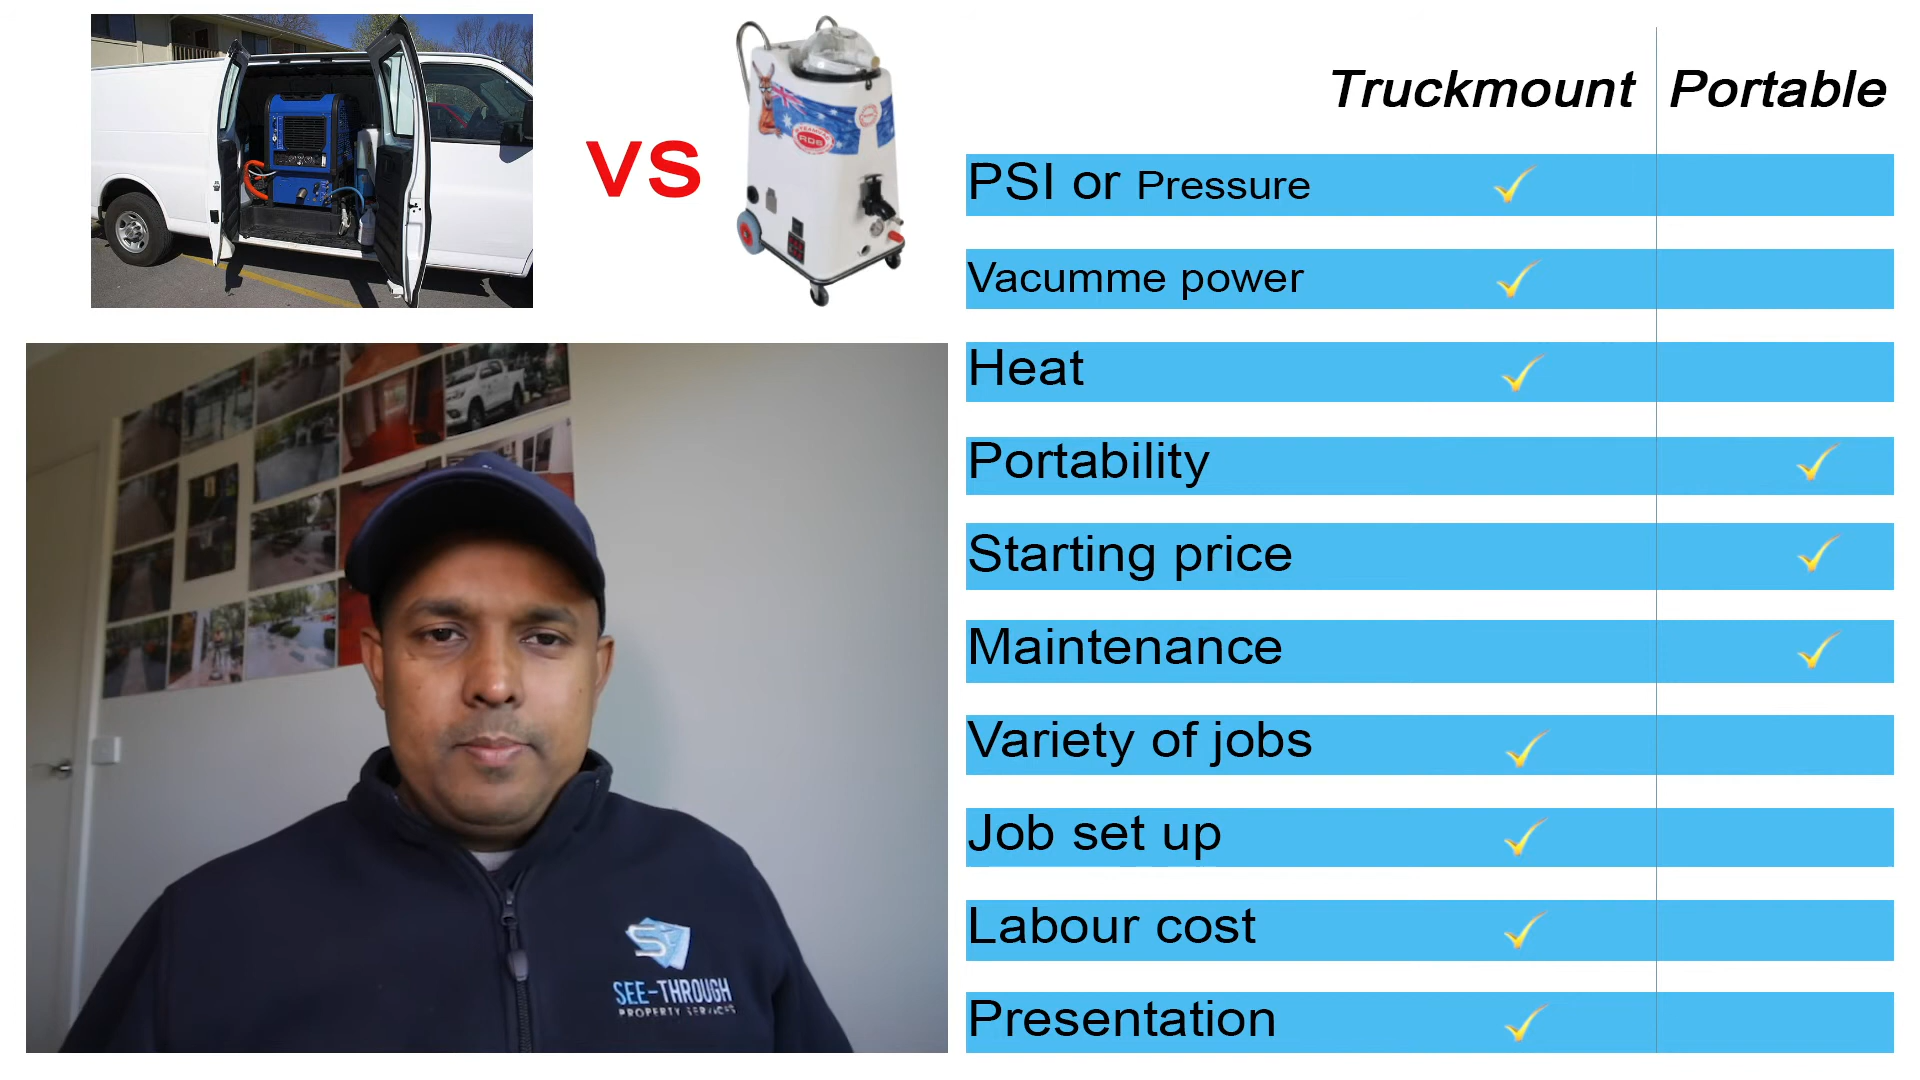 VS
Truckmount Portable
PSI or Pressure
Vacumme power
Heat
Portability
Starting price
Maintenance
Variety of jobs
Job set up
Labour cost
Presentation
SEE-THROUGH
PROPERTY SERVICES